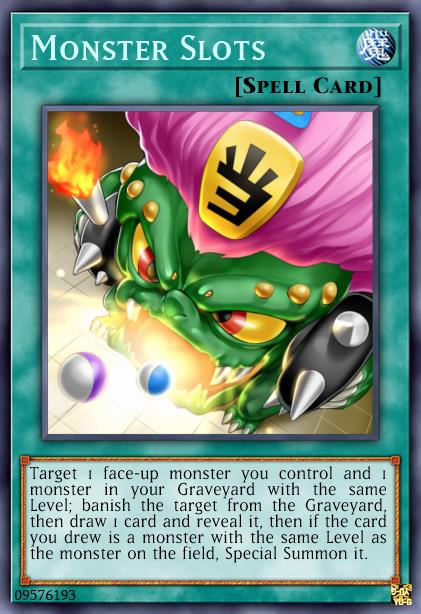 MONSTER SLOTS
魔
[SPELL CARD]
当
Target 1 face-up monster you control and 1
monster in your Graveyard with the same
Level; banish the target from the Graveyard,
then draw 1 card and reveal it, then if the card
you drew is a monster with the same Level as
the monster on the field, Special Summon it.
09576193